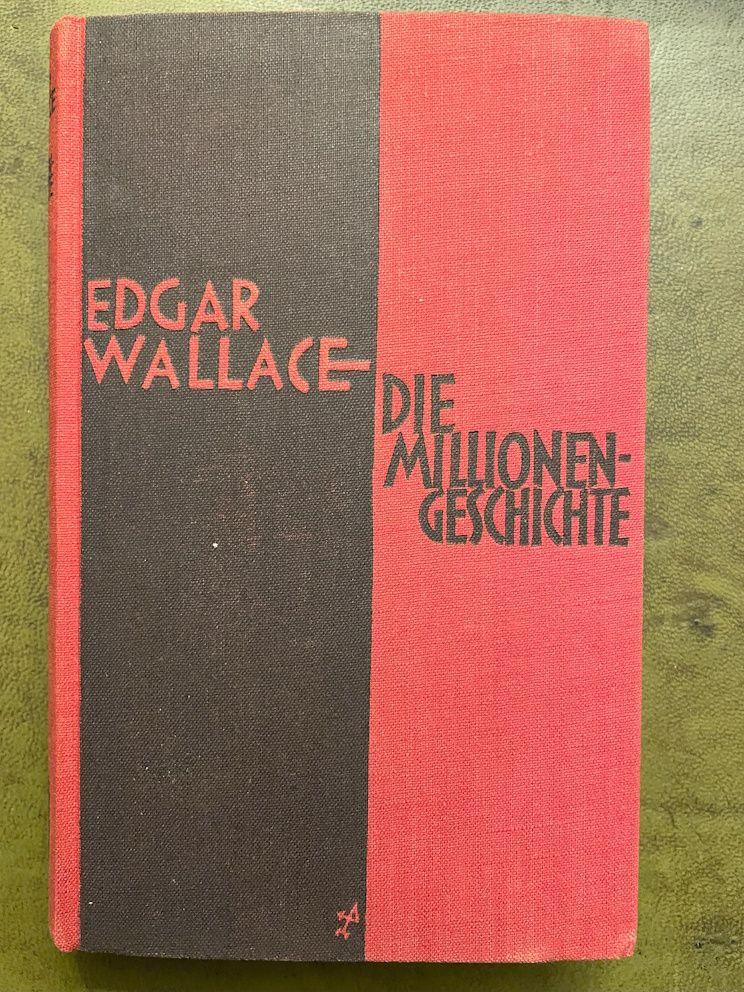 EDGAR
WALLACE–
DIE
MILLIONEN-
GESCHICHTE